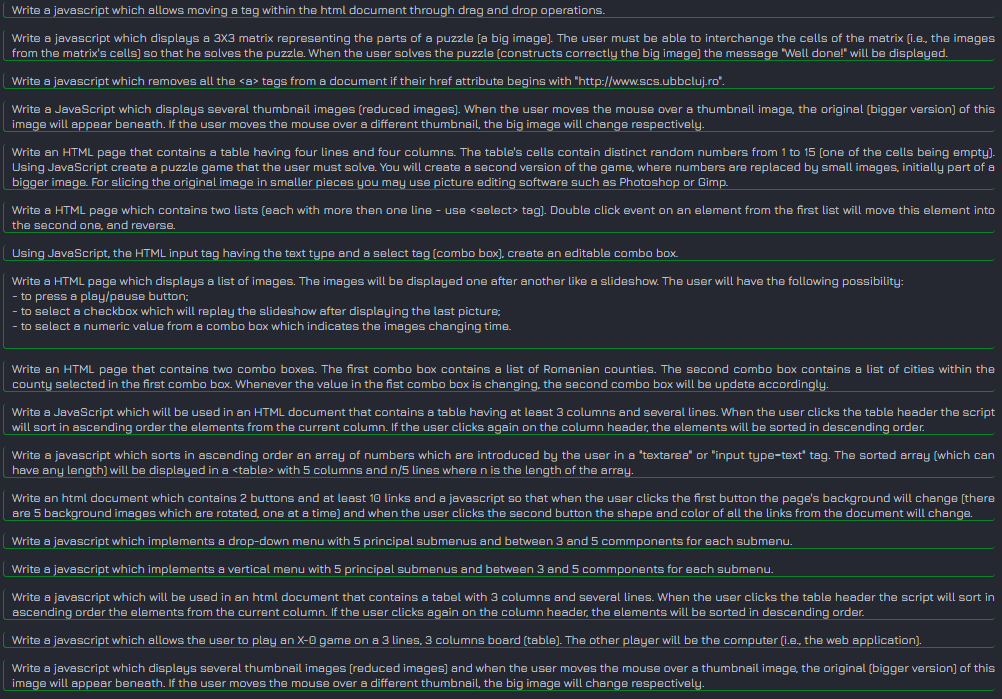 Write a javascript which allows moving a tag within the html document through drag and drop operations.
Write a javascript which displays a 3X3 matrix representing the parts of a puzzle (a big image). The user must be able to interchange the cells of the matrix (i.e., the images
from the matrix's cells) so that he solves the puzzle. When the user solves the puzzle (constructs correctly the big image) the message "Well done!" will be displayed.
Write a javascript which removes all the <a> tags from a document if their href attribute begins with "http://www.scs.ubbcluj.ro".
Write a JavaScript which displays several thumbnail images (reduced images). When the user moves the mouse over a thumbnail image, the original (bigger version) of this
image will appear beneath. If the user moves the mouse over a different thumbnail, the big image will change respectively.
Write an HTML page that contains a table having four lines and four columns. The table's cells contain distinct random numbers from 1 to 15 (one of the cells being empty).
Using JavaScript create a puzzle game that the user must solve. You will create a second version of the game, where numbers are replaced by small images, initially part of a
bigger image. For slicing the original image in smaller pieces you may use picture editing software such as Photoshop or Gimp.
Write a HTML page which contains two lists (each with more then one line - use <select> tag). Double click event on an element from the first list will move this element into
the second one, and reverse.
Using JavaScript, the HTML input tag having the text type and a select tag (combo box), create an editable combo box.
Write a HTML page which displays a list of images. The images will be displayed one after another like a slideshow. The user will have the following possibility:
- to press a play/pause button;
- to select a checkbox which will replay the slideshow after displaying the last picture;
- to select a numeric value from a combo box which indicates the images changing time.
Write an HTML page that contains two combo boxes. The first combo box contains a list of Romanian counties. The second combo box contains a list of cities within the
county selected in the first combo box. Whenever the value in the fist combo box is changing, the second combo box will be update accordingly.
Write a JavaScript which will be used in an HTML document that contains a table having at least 3 columns and several lines. When the user clicks the table header the script
will sort in ascending order the elements from the current column. If the user clicks again on the column header, the elements will be sorted in descending order.
Write a javascript which sorts in ascending order an array of numbers which are introduced by the user in a "textarea" or "input type=text" tag. The sorted array (which can
have any length) will be displayed in a <table> with 5 columns and n/5 lines where n is the length of the array.
Write an html document which contains 2 buttons and at least 10 links and a javascript so that when the user clicks the first button the page's background will change (there
are 5 background images which are rotated, one at a time) and when the user clicks the second button the shape and color of all the links from the document will change.
Write a javascript which implements a drop-down menu with 5 principal submenus and between 3 and 5 commponents for each submenu.
Write a javascript which implements a vertical menu with 5 principal submenus and between 3 and 5 commponents for each submenu.
Write a javascript which will be used in an html document that contains a tabel with 3 columns and several lines. When the user clicks the table header the script will sort in
ascending order the elements from the current column. If the user clicks again on the column header, the elements will be sorted in descending order.
Write a javascript which allows the user to play an X-0 game on a 3 lines, 3 columns board (table). The other player will be the computer (i.e., the web application).
Write a javascript which displays several thumbnail images (reduced images) and when the user moves the mouse over a thumbnail image, the original (bigger version) of this
image will appear beneath. If the user moves the mouse over a different thumbnail, the big image will change respectively.